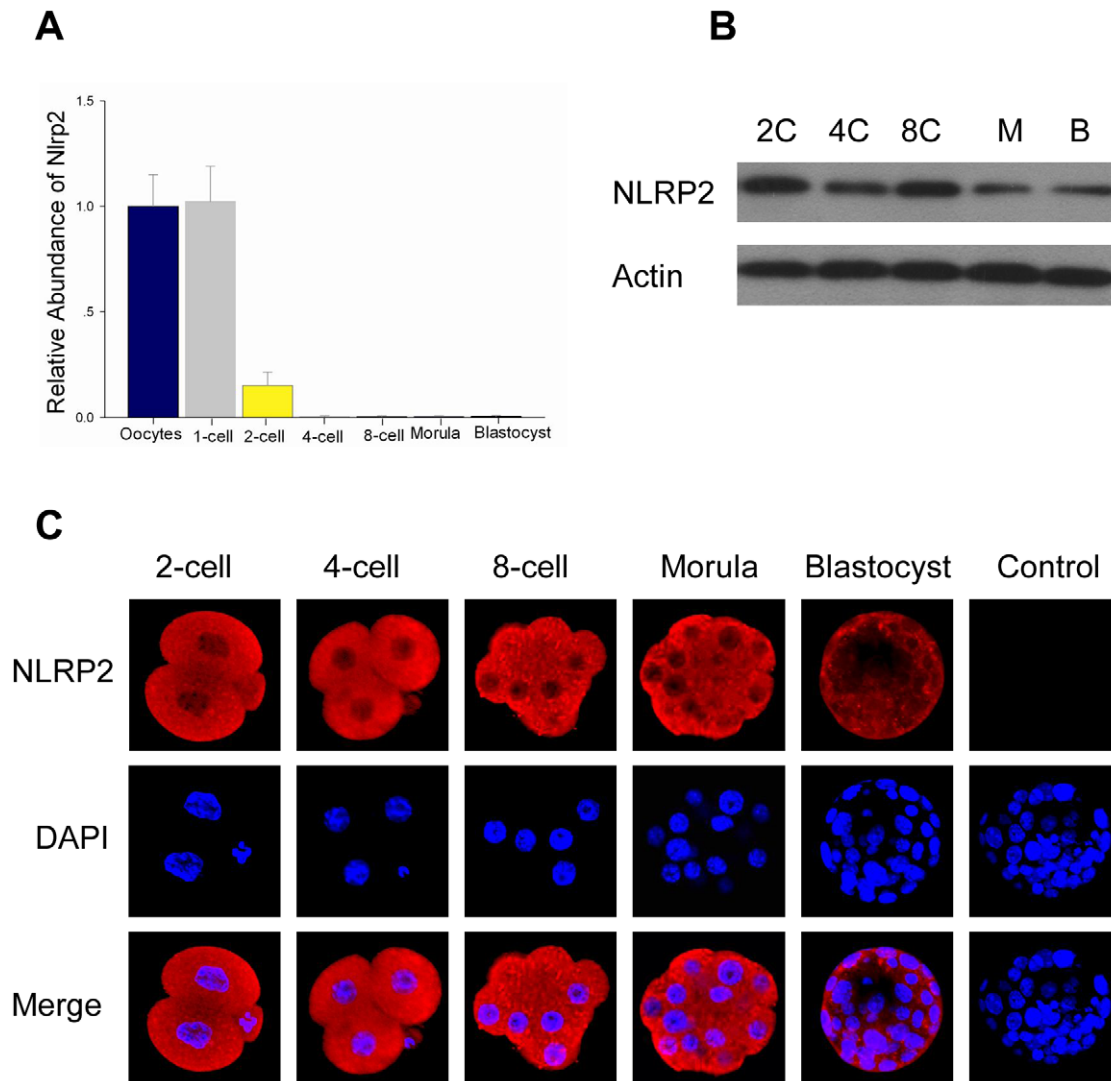 A
Relative Abundance of Nlrp2
1.5
1.0
.5
0.0
Oocytes 1-cell 2-cell 4-cell 8-cell Morula Blastocyst
B
2C 4C 8C M B
NLRP2
Actin
C
2-cell 4-cell 8-cell Morula Blastocyst Control
NLRP2
DAPI
Merge